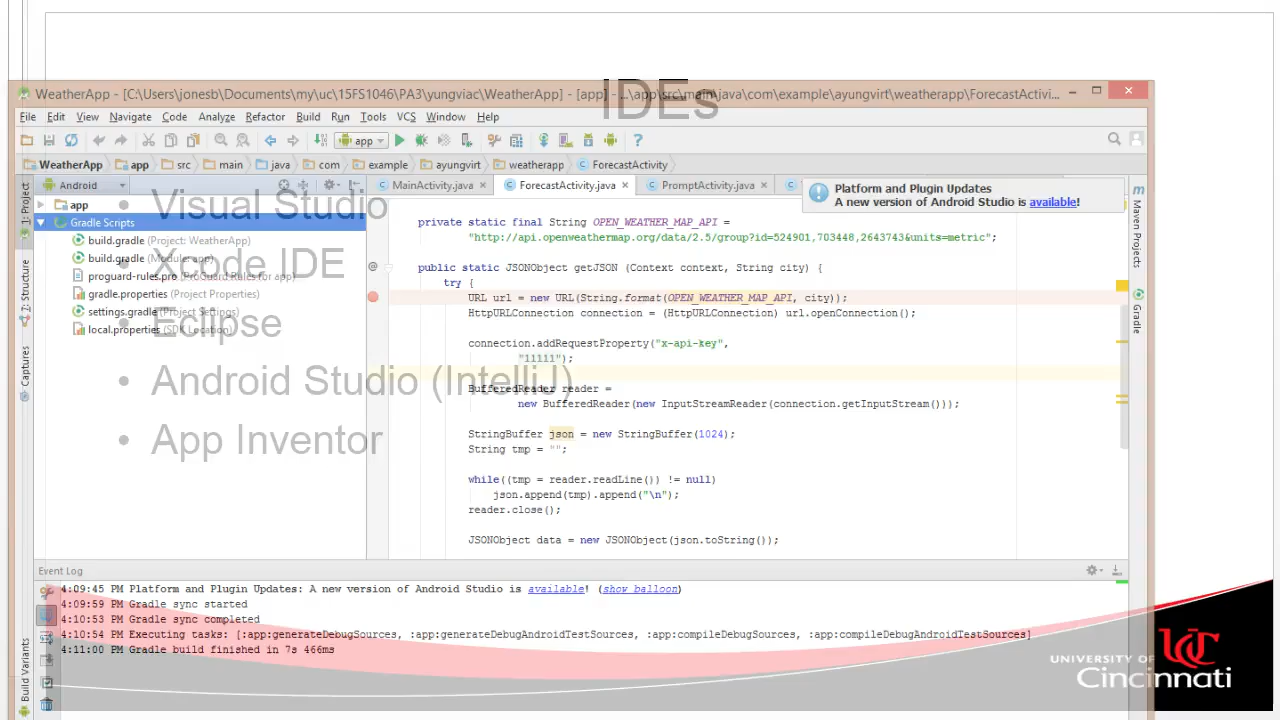 IDEs
WeatherApp - [C:\Users\jonesb\Documents\my\uc\15FS1046\PA3\yungviac\WeatherApp] - [app] - ...\app\src\main\java\com\example\ayungvirt\weatherapp\ForecastActivi...
File Edit View Navigate Code Analyze Refactor Build Run Tools VCS Window Help
app
WeatherApp app src main java com example ayungvirt weatherapp ForecastActivity
Android
MainActivity.java ForecastActivity.java PromptActivity.java
Platform and Plugin Updates
A new version of Android Studio is available!
1: Project
7: Structure
Captures
Build Variants
app
Gradle Scripts
build.gradle (Project: WeatherApp)
build.gradle (Module: app)
proguard-rules.pro (ProGuard Rules for app)
gradle.properties (Project Properties)
settings.gradle (Project Settings)
local.properties (SDK Location)
• Visual Studio
• Xcode IDE
• Eclipse
• Android Studio (IntelliJ)
• App Inventor
private static final String OPEN_WEATHER_MAP_API =
"http://api.openweathermap.org/data/2.5/group?id=524901,703448,2643743&units=metric";
@
public static JSONObject getJSON (Context context, String city) {
try {
URL url = new URL(String.format(OPEN_WEATHER_MAP_API, city));
HttpURLConnection connection = (HttpURLConnection) url.openConnection();
connection.addRequestProperty("x-api-key",
"11111");
BufferedReader reader =
new BufferedReader(new InputStreamReader(connection.getInputStream()));
StringBuffer json = new StringBuffer(1024);
String tmp = "";
while((tmp = reader.readLine()) != null)
json.append(tmp).append("\n");
reader.close();
JSONObject data = new JSONObject(json.toString());
m
Maven Projects
Gradle
Event Log
4:09:45 PM Platform and Plugin Updates: A new version of Android Studio is available! (show balloon)
4:09:59 PM Gradle sync started
4:10:53 PM Gradle sync completed
4:10:54 PM Executing tasks: [:app:generateDebugSources, :app:generateDebugAndroidTestSources, :app:compileDebugSources, :app:compileDebugAndroidTestSources]
4:11:00 PM Gradle build finished in 7s 466ms
UNIVERSITY OF
Cincinnati
UC